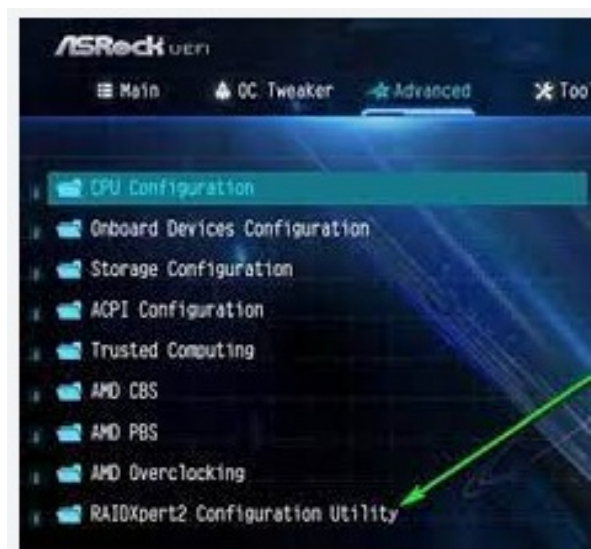 ASRock UEFI
Main OC Tweaker Advanced Too
CPU Configuration
Onboard Devices Configuration
Storage Configuration
ACPI Configuration
Trusted Computing
AMD CBS
AMD PBS
AMD Overclocking
RAIDXpert2 Configuration Utility